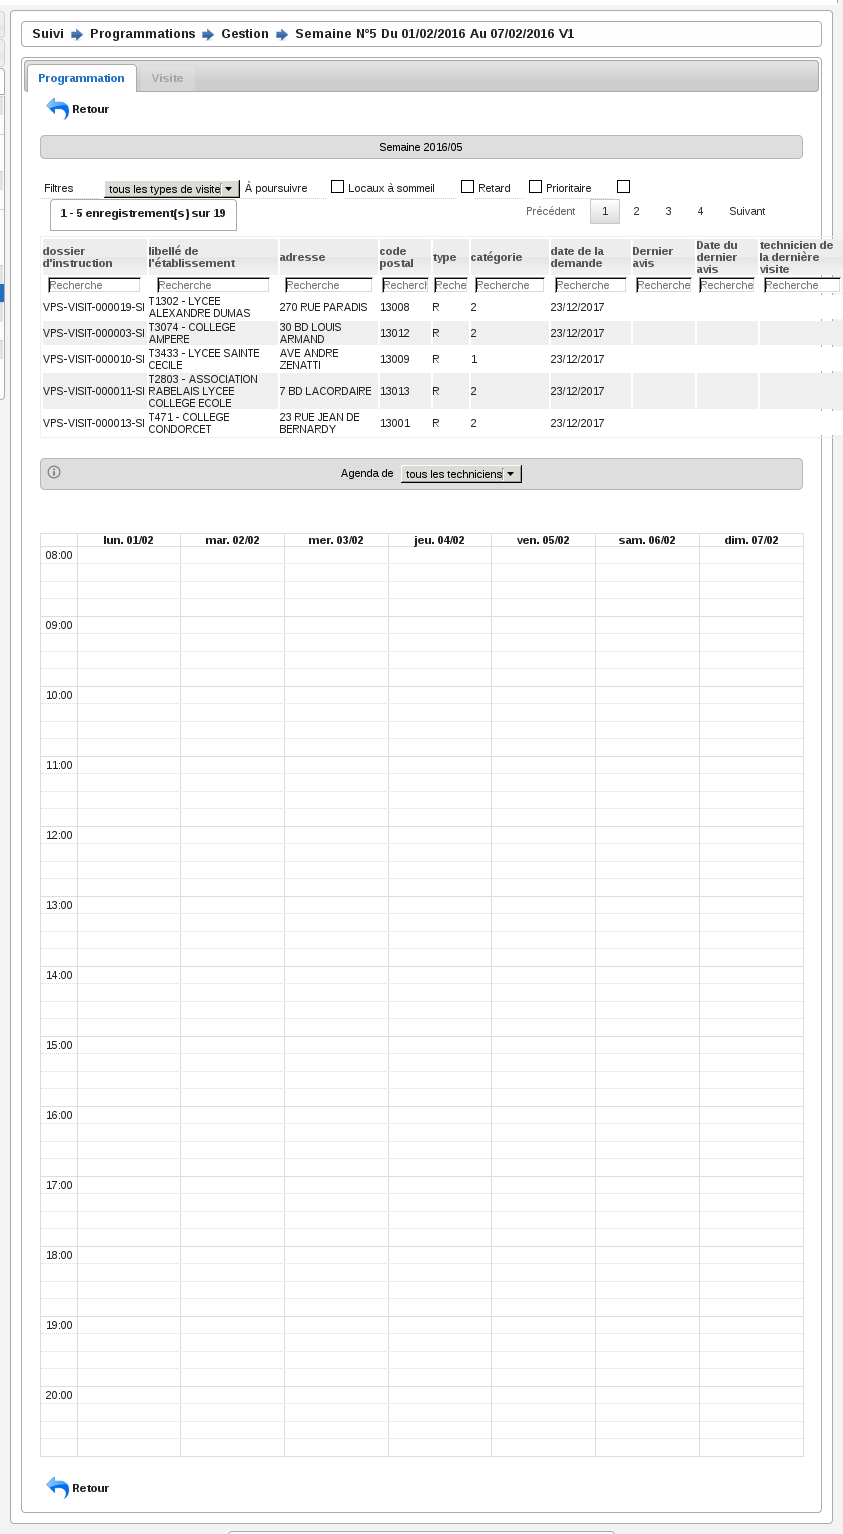 Suivi Programmations Gestion Semaine N°5 Du 01/02/2016 Au 07/02/2016 V1
Programmation Visite
Retour
Semaine 2016/05
Filtres tous les types de visite À poursuivre Locaux à sommeil Retard Prioritaire
1 - 5 enregistrement(s) sur 19 Précédent 1 2 3 4 Suivant
dossier d'instruction libellé de l'établissement adresse code postal type catégorie date de la demande Dernier avis Date du dernier avis technicien de la dernière visite
Recherche Recherche Recherche Recherch Reche Recherche Recherche Recherche Recherche Recherche
VPS-VISIT-000019-SI T1302 - LYCEE ALEXANDRE DUMAS 270 RUE PARADIS 13008 R 2 23/12/2017
VPS-VISIT-000003-SI T3074 - COLLEGE AMPERE 30 BD LOUIS ARMAND 13012 R 2 23/12/2017
VPS-VISIT-000010-SI T3433 - LYCEE SAINTE CECILE AVE ANDRE ZENATTI 13009 R 1 23/12/2017
VPS-VISIT-000011-SI T2803 - ASSOCIATION RABELAIS LYCEE COLLEGE ECOLE 7 BD LACORDAIRE 13013 R 2 23/12/2017
VPS-VISIT-000013-SI T471 - COLLEGE CONDORCET 23 RUE JEAN DE BERNARDY 13001 R 2 23/12/2017
Agenda de tous les techniciens
lun. 01/02 mar. 02/02 mer. 03/02 jeu. 04/02 ven. 05/02 sam. 06/02 dim. 07/02
08:00
09:00
10:00
11:00
12:00
13:00
14:00
15:00
16:00
17:00
18:00
19:00
20:00
Retour